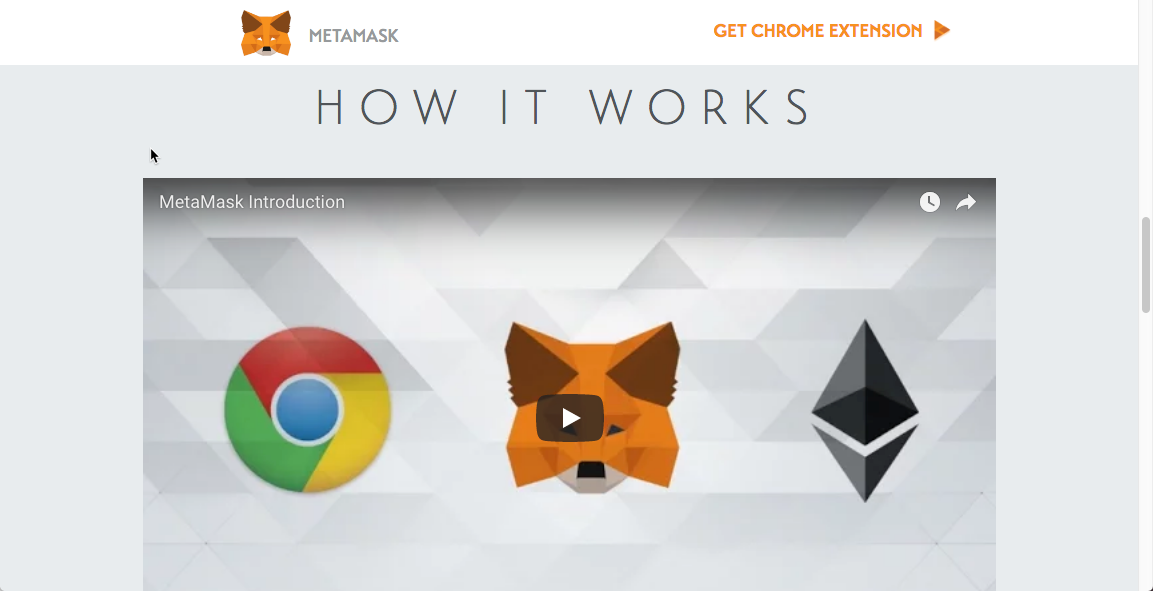 METAMASK
GET CHROME EXTENSION
HOW IT WORKS
MetaMask Introduction